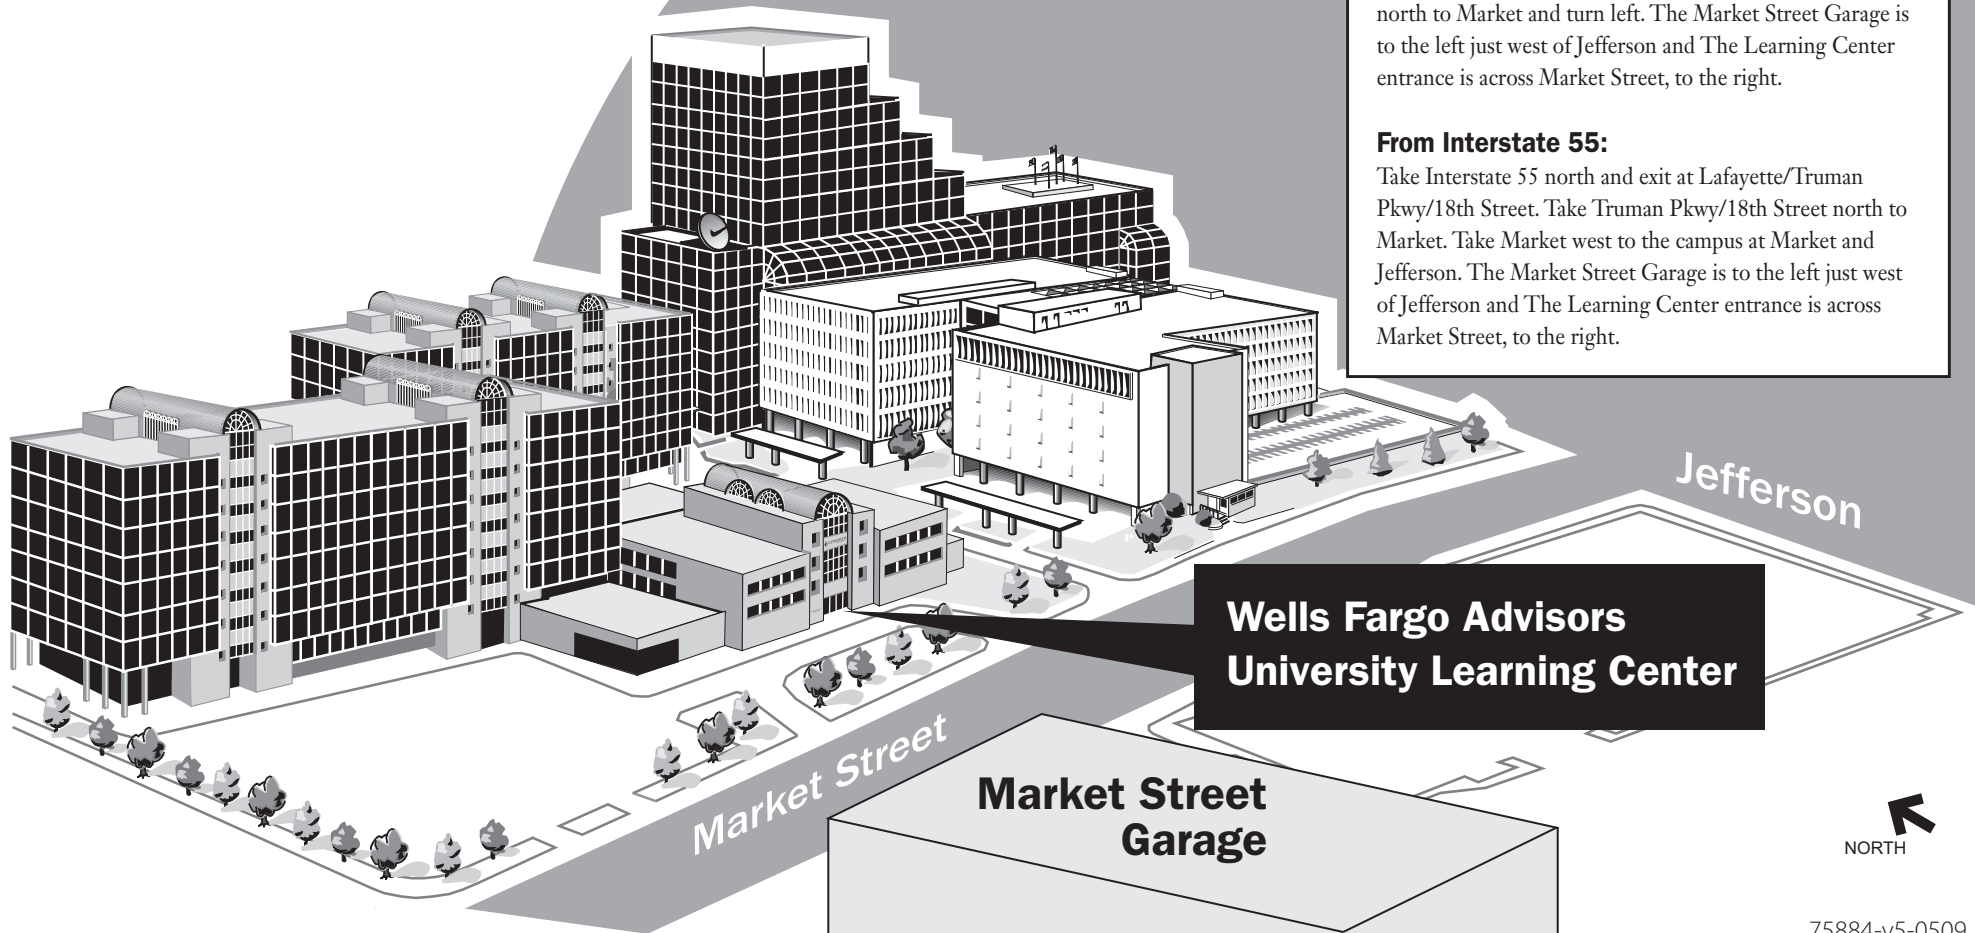 north to Market and turn left. The Market Street Garage is
to the left just west of Jefferson and The Learning Center
entrance is across Market Street, to the right.
From Interstate 55:
Take Interstate 55 north and exit at Lafayette/Truman
Pkwy/18th Street. Take Truman Pkwy/18th Street north to
Market. Take Market west to the campus at Market and
Jefferson. The Market Street Garage is to the left just west
of Jefferson and The Learning Center entrance is across
Market Street, to the right.
Jefferson
Wells Fargo Advisors
University Learning Center
Market Street
Market Street
Garage
NORTH
75884-v5-0509